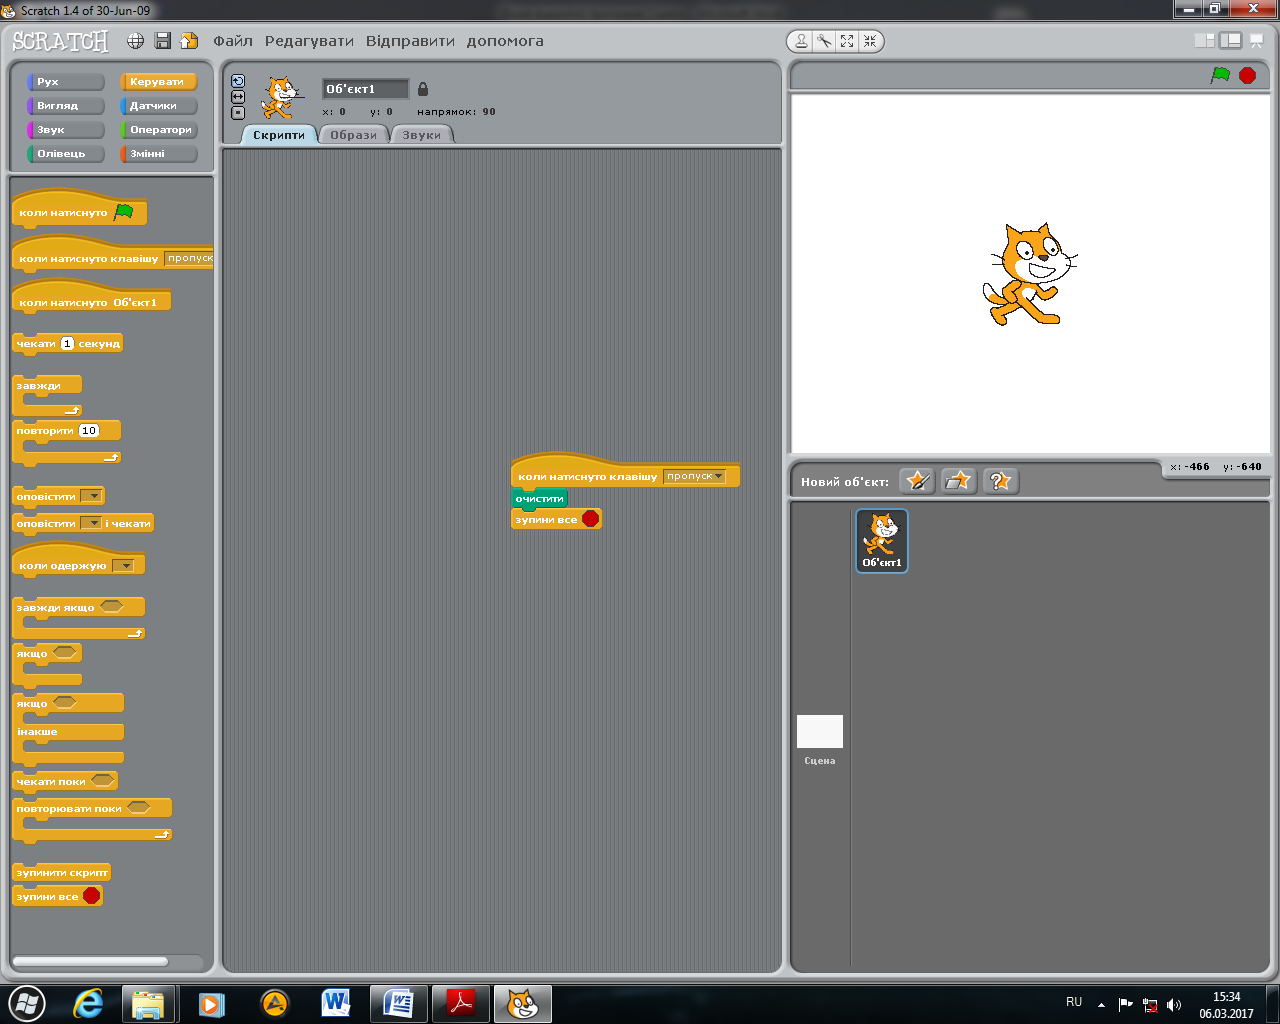 Scratch 1.4 of 30-Jun-09
SCRATCH
Файл Редагувати Відправити допомога
Рух Керувати
Вигляд Датчики
Звук Оператори
Олівець Змінні
Об'єкт1
x: 0 y: 0 напрямок: 90
Скрипти Образи Звуки
коли натиснуто
коли натиснуто клавішу пропуск
коли натиснуто Об'єкт1
чекати 1 секунд
завжди
повторити 10
оповістити
оповістити і чекати
коли одержую
завжди якщо
якщо
якщо
інакше
чекати поки
повторювати поки
зупинити скрипт
зупини все
коли натиснуто клавішу пропуск
очистити
зупини все
x: -466 y: -640
Новий об'єкт:
Об'єкт1
Сцена
RU
15:34
06.03.2017